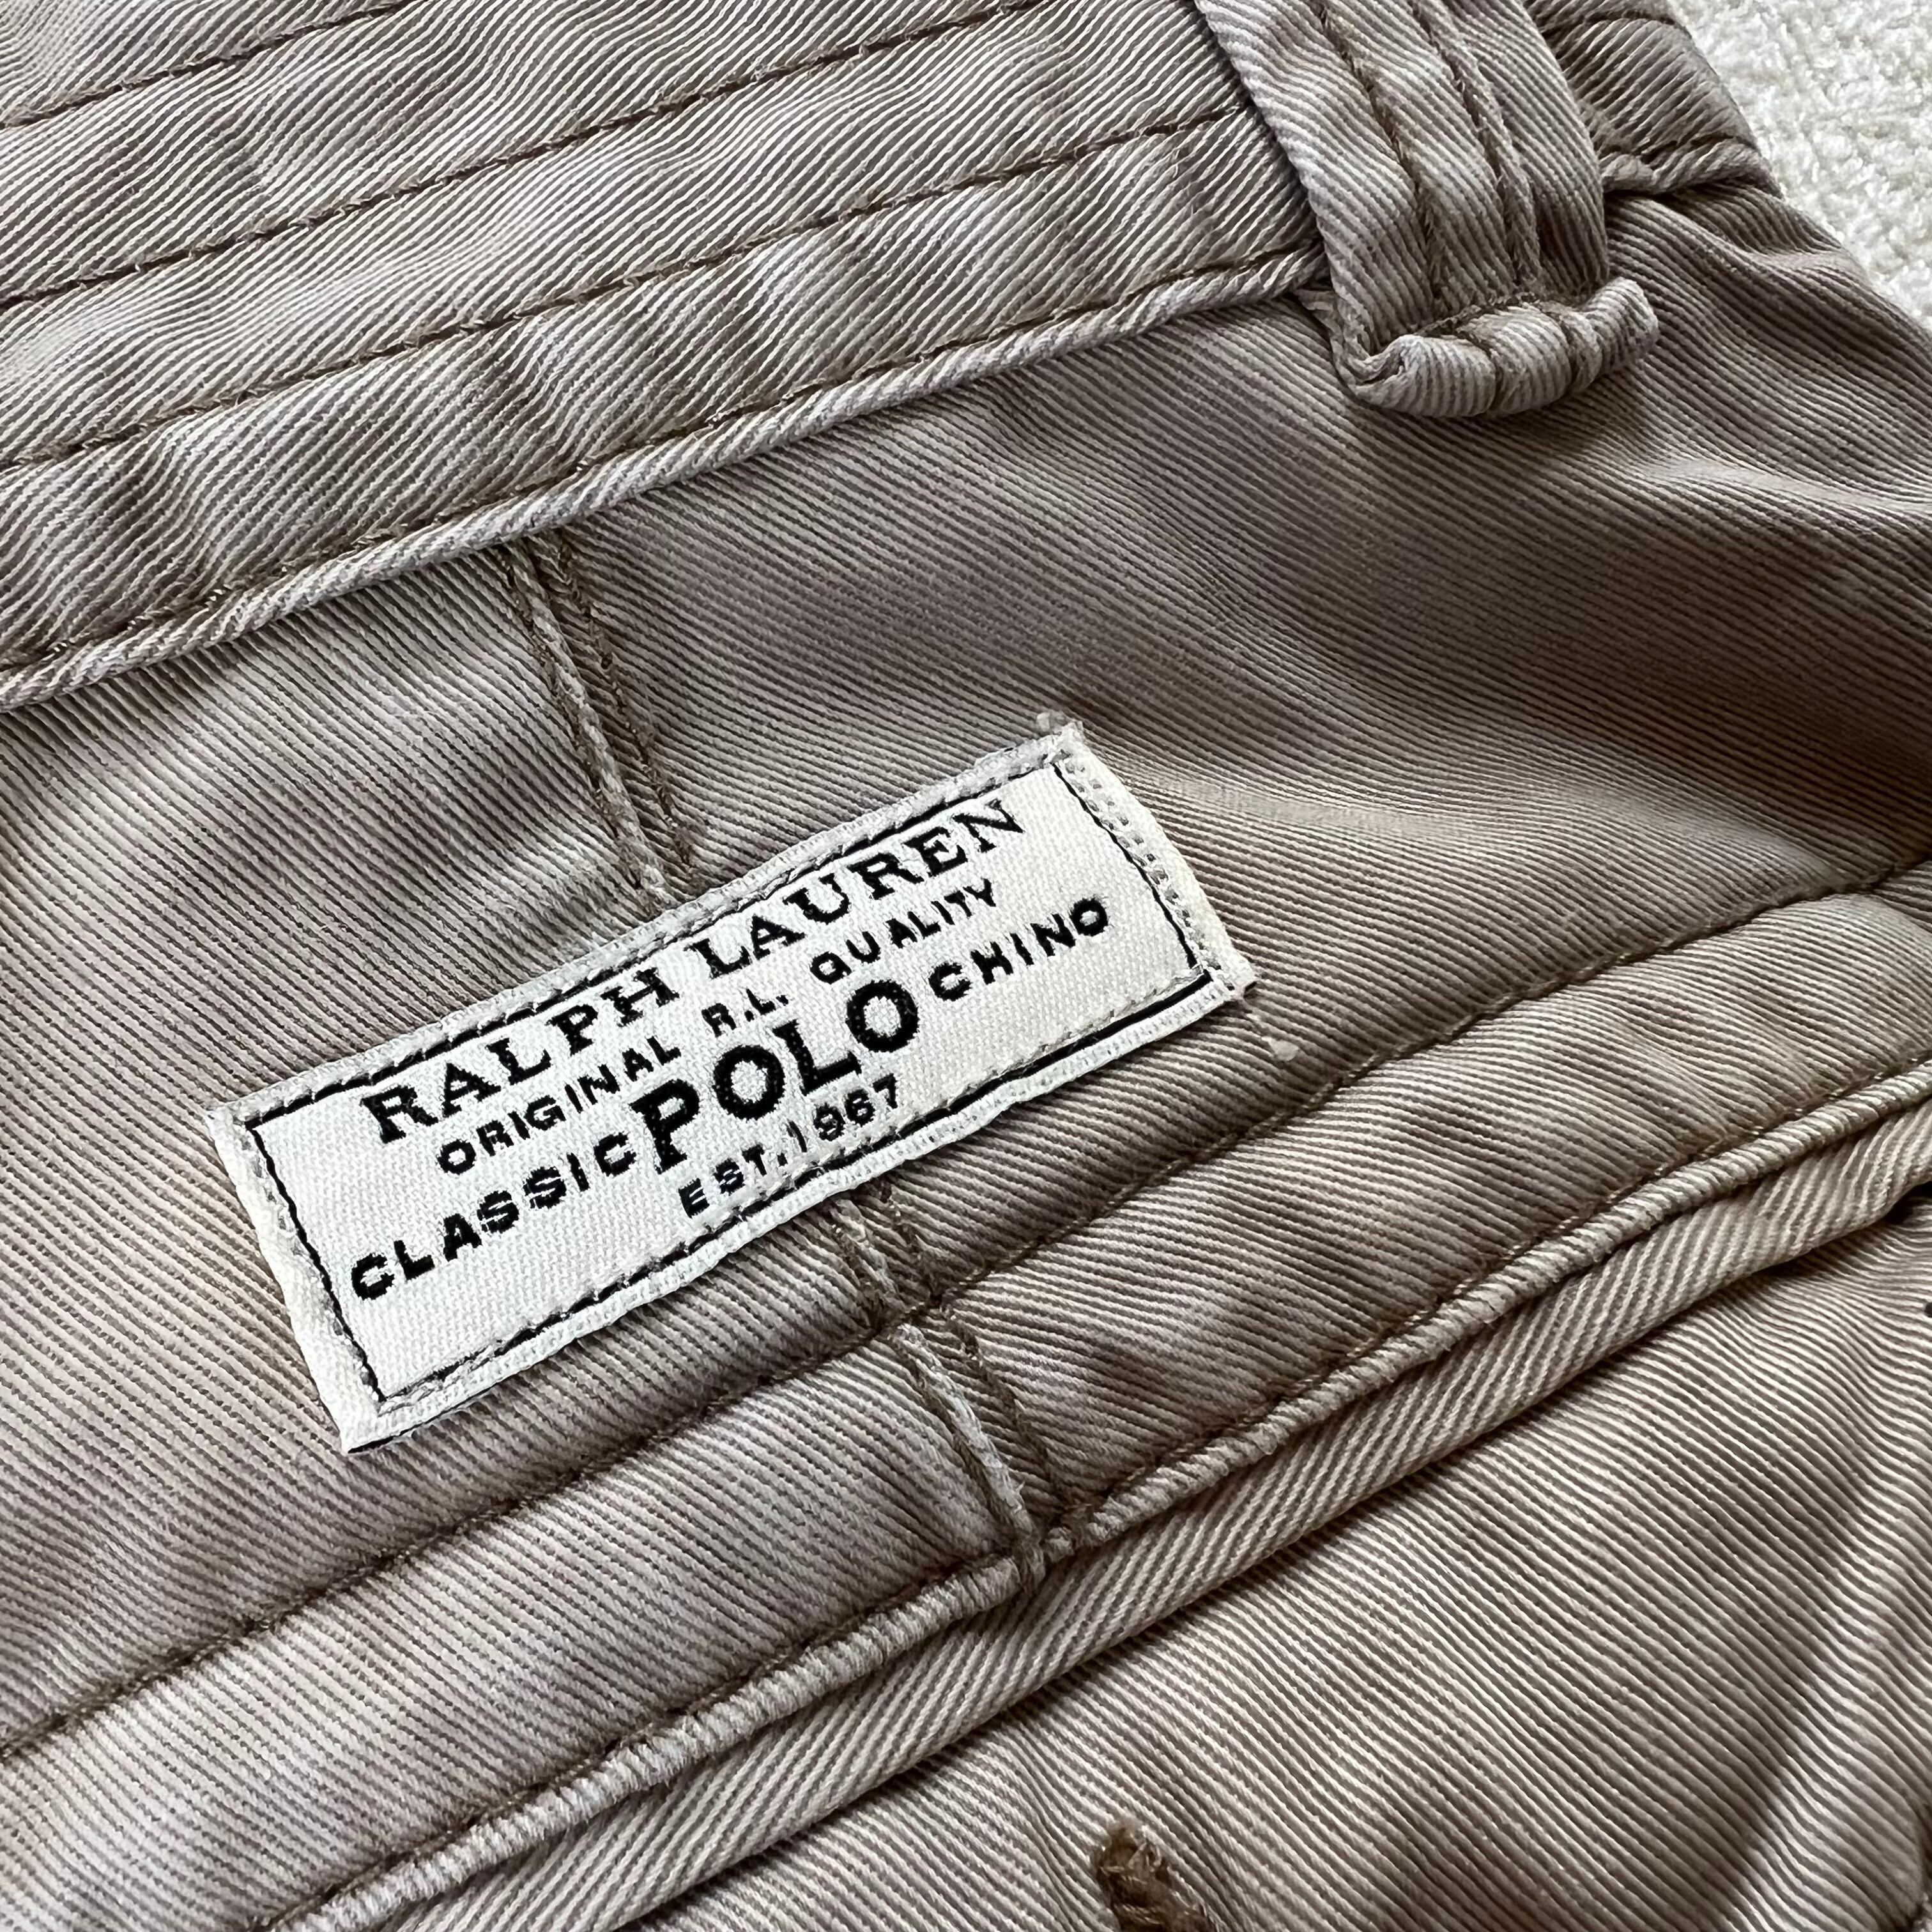 RALPH LAUREN
ORIGINAL R.L. QUALITY
CLASSIC POLO CHINO
EST. 1967